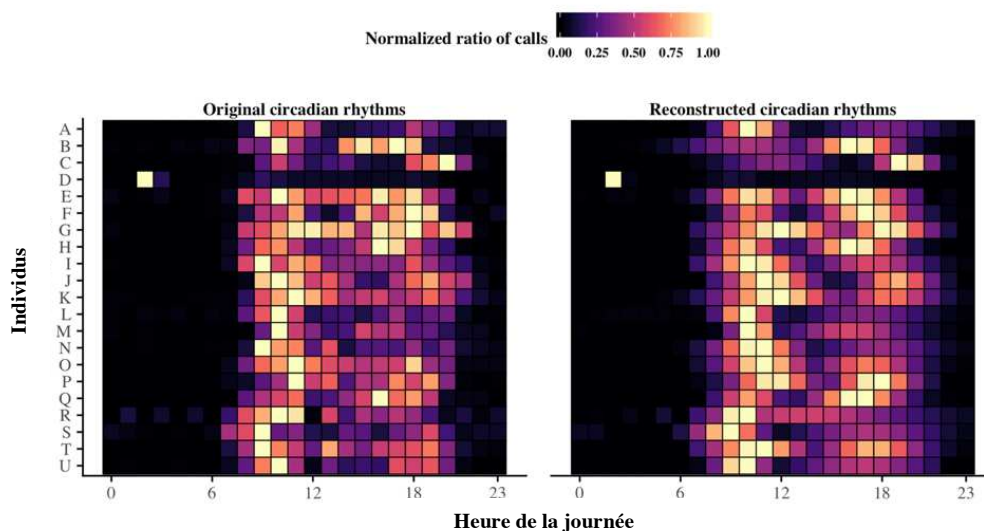 Normalized ratio of calls
0.00 0.25 0.50 0.75 1.00
Original circadian rhythms
Reconstructed circadian rhythms
Individus
A
B
C
D
E
F
G
H
I
J
K
L
M
N
O
P
Q
R
S
T
U
0 6 12 18 23
0 6 12 18 23
Heure de la journée